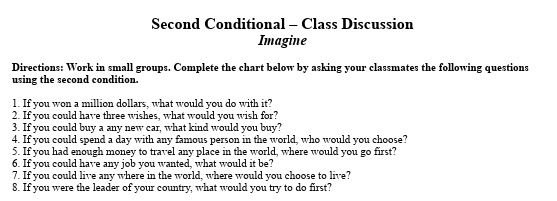 Second Conditional – Class Discussion
Imagine
Directions: Work in small groups. Complete the chart below by asking your classmates the following questions
using the second condition.
1. If you won a million dollars, what would you do with it?
2. If you could have three wishes, what would you wish for?
3. If you could buy a any new car, what kind would you buy?
4. If you could spend a day with any famous person in the world, who would you choose?
5. If you had enough money to travel any place in the world, where would you go first?
6. If you could have any job you wanted, what would it be?
7. If you could live any where in the world, where would you choose to live?
8. If you were the leader of your country, what would you try to do first?